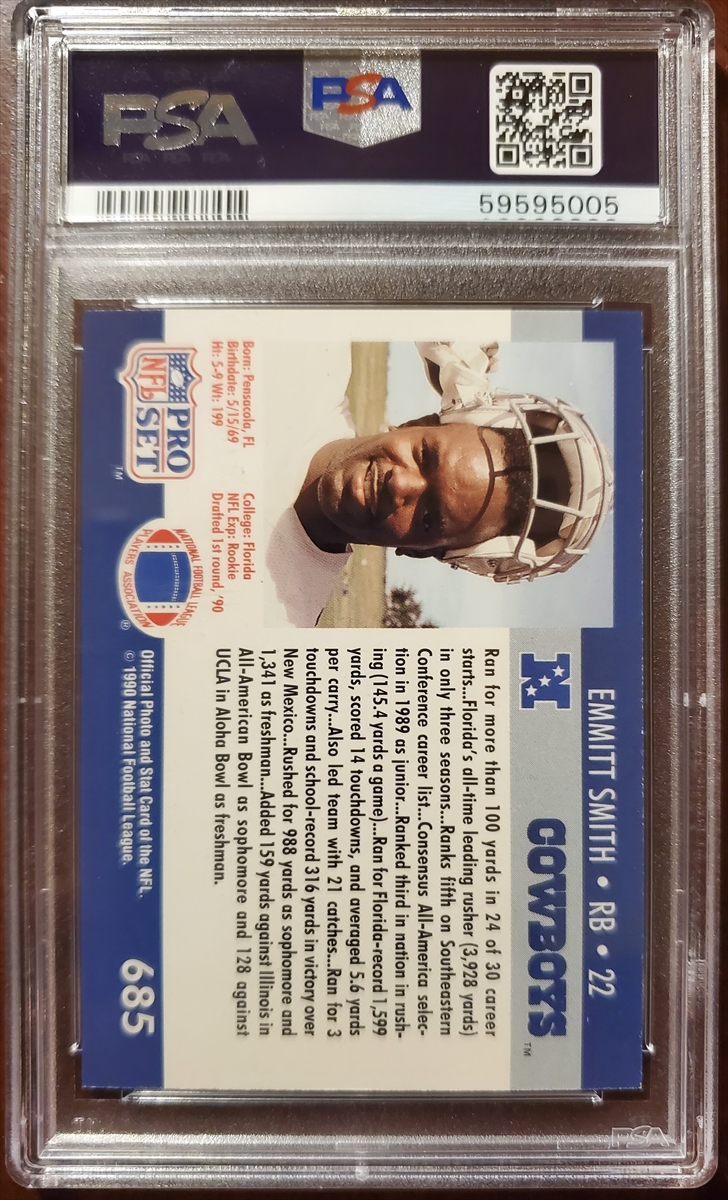 PSA
PSA
59595005
EMMITT SMITH • RB • 22
N
COWBOYS™
Ran for more than 100 yards in 24 of 30 career
starts...Florida's all-time leading rusher (3,928 yards)
in only three seasons...Ranks fifth on Southeastern
Conference career list...Consensus All-America selec-
tion in 1989 as junior...Ranked third in nation in rush-
ing (145.4 yards a game)...Ran for Florida-record 1,599
yards, scored 14 touchdowns, and averaged 5.6 yards
per carry...Also led team with 21 catches...Ran for 3
touchdowns and school-record 316 yards in victory over
New Mexico...Rushed for 988 yards as sophomore and
1,341 as freshman...Added 159 yards against Illinois in
All-American Bowl as sophomore and 128 against
UCLA in Aloha Bowl as freshman.
Born: Pensacola, FL
Birthdate: 5/15/69
Ht: 5-9 Wt: 199
College: Florida
NFL Exp: Rookie
Drafted 1st round, '90
PRO
NFL SET™
NATIONAL FOOTBALL LEAGUE
PLAYERS ASSOCIATION®
Official Photo and Stat Card of the NFL.
© 1990 National Football League.
685
PSA